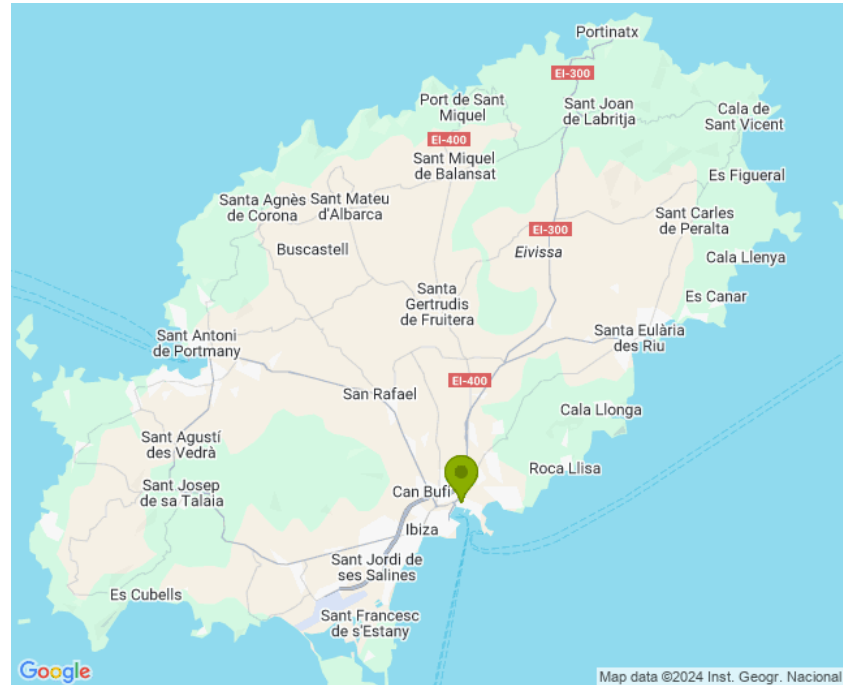 Portinatx
EI-300
Port de Sant
Miquel
Sant Joan
de Labritja
Cala de
Sant Vicent
EI-400
Sant Miquel
de Balansat
Es Figueral
Santa Agnès
de Corona
Sant Mateu
d'Albarca
Sant Carles
de Peralta
EI-300
Buscastell
Eivissa
Cala Llenya
Santa
Gertrudis
de Fruitera
Es Canar
Sant Antoni
de Portmany
Santa Eulària
des Riu
EI-400
San Rafael
Cala Llonga
Sant Agustí
des Vedrà
Roca Llisa
Sant Josep
de sa Talaia
Can Bufí
Ibiza
Sant Jordi de
ses Salines
Es Cubells
Sant Francesc
de s'Estany
Google
Map data ©2024 Inst. Geogr. Nacional